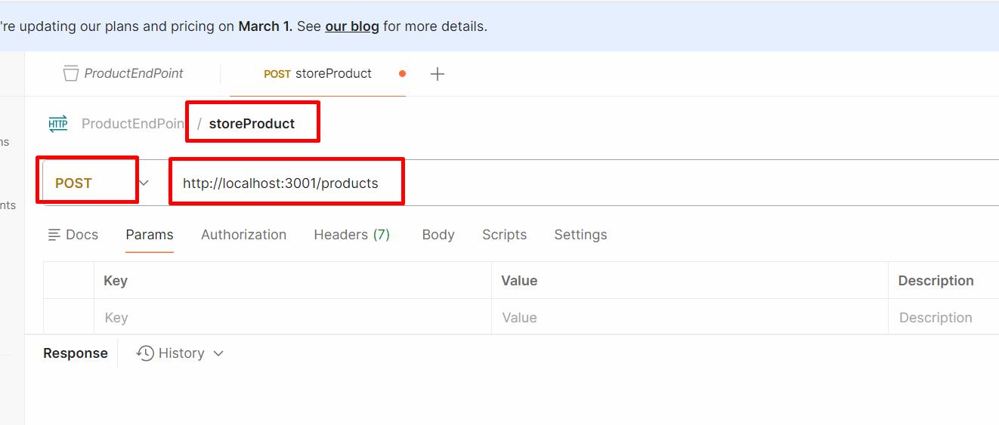 're updating our plans and pricing on March 1. See our blog for more details.
ProductEndPoint POST storeProduct
HTTP ProductEndPoin / storeProduct
ns
POST http://localhost:3001/products
nts
Docs Params Authorization Headers (7) Body Scripts Settings
Key Value Description
Key Value Description
Response History